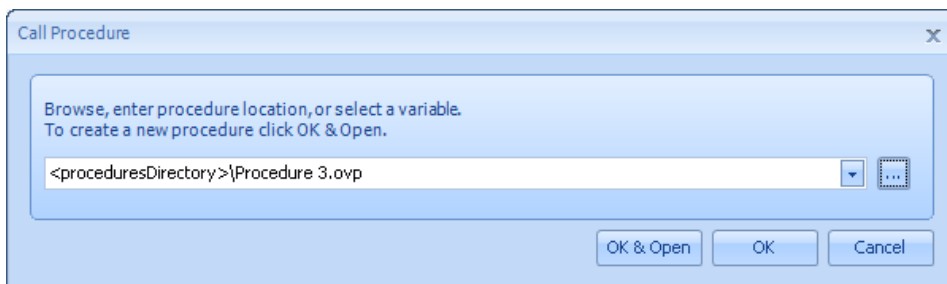 Call Procedure
Browse, enter procedure location, or select a variable.
To create a new procedure click OK & Open.
<proceduresDirectory>\Procedure 3.ovp
...
OK & Open
OK
Cancel